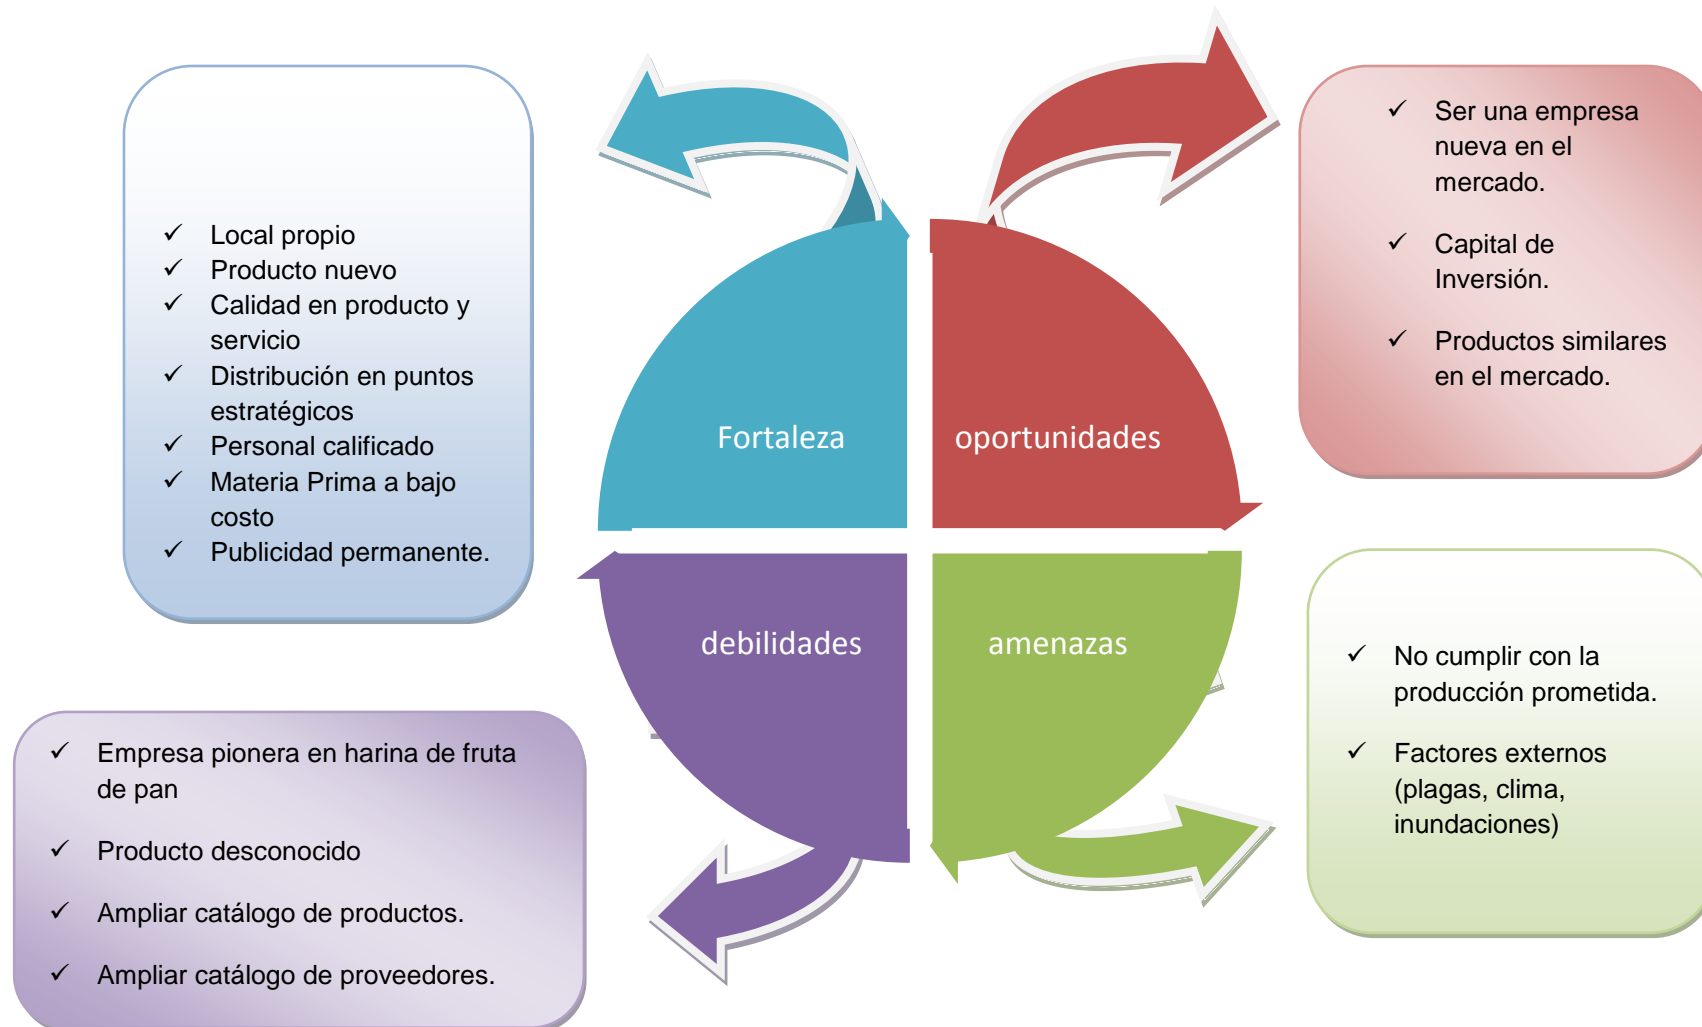 Local propio
Producto nuevo
Calidad en producto y
servicio
Distribución en puntos
estratégicos
Personal calificado
Materia Prima a bajo
costo
Publicidad permanente.
Ser una empresa
nueva en el
mercado.
Capital de
Inversión.
Productos similares
en el mercado.
Fortaleza
oportunidades
debilidades
amenazas
Empresa pionera en harina de fruta
de pan
Producto desconocido
Ampliar catálogo de productos.
Ampliar catálogo de proveedores.
No cumplir con la
producción prometida.
Factores externos
(plagas, clima,
inundaciones)